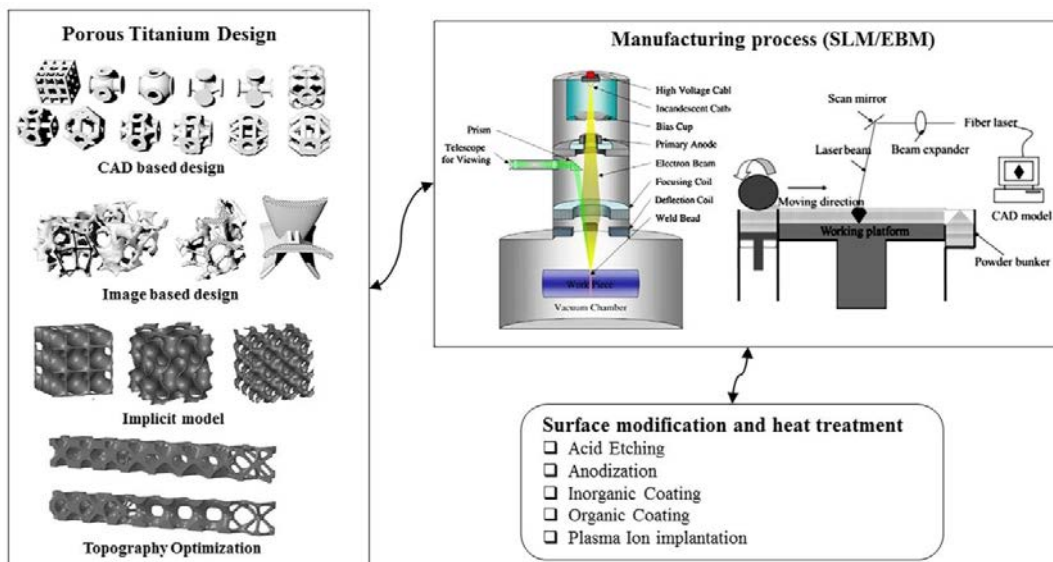 Porous Titanium Design
CAD based design
Image based design
Implicit model
Topography Optimization
Manufacturing process (SLM/EBM)
High Voltage Cabl
Incandescent Cath
Bias Cup
Primary Anode
Electron Beam
Focusing Coil
Deflection Coil
Weld Bead
Prism
Telescope
for Viewing
Work Piece
Vacuum Chamber
Scan mirror
Fiber laser
Laser beam
Beam expander
Moving direction
CAD model
Working platform
Powder bunker
Surface modification and heat treatment
Acid Etching
Anodization
Inorganic Coating
Organic Coating
Plasma Ion implantation